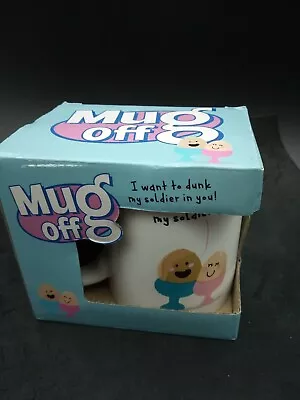 Mug
off
Mug
off
I want to dunk
my soldier in you!
my soldier